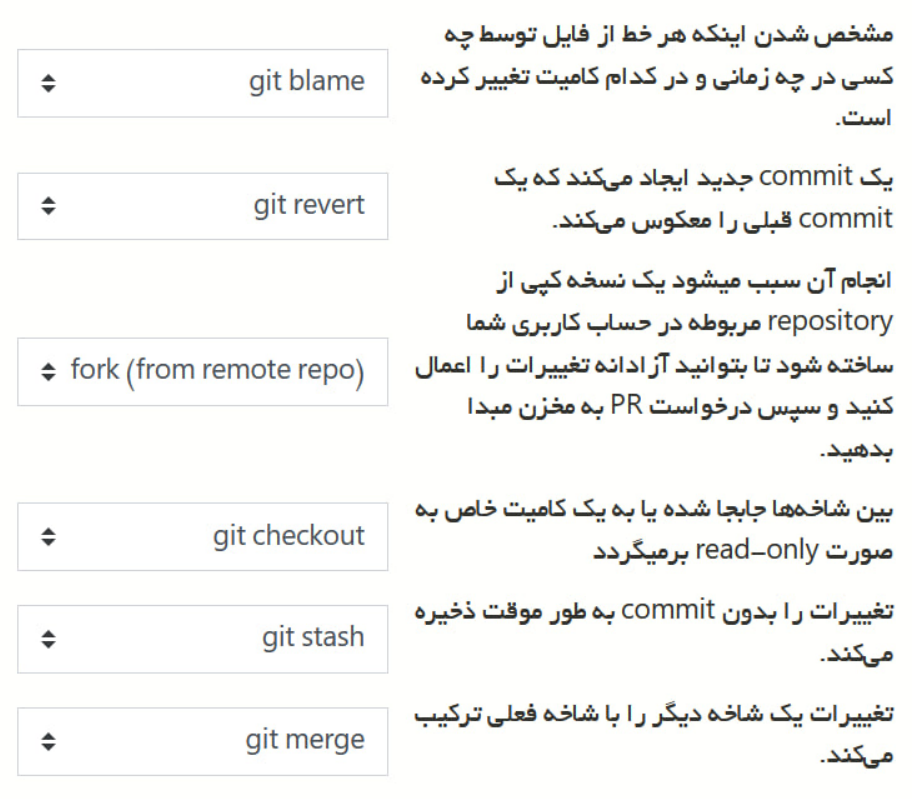 مشخص شدن اینکه هر خط از فایل توسط چه
کسی در چه زمانی و در کدام کامیت تغییر کرده
است.
git blame
یک commit جدید ایجاد می‌کند که یک
commit قبلی را معکوس می‌کند.
git revert
انجام آن سبب میشود یک نسخه کپی از
repository مربوطه در حساب کاربری شما
ساخته شود تا بتوانید آزادانه تغییرات را اعمال
کنید و سپس درخواست PR به مخزن مبدا
بدهید.
fork (from remote repo)
بین شاخه‌ها جابجا شده یا به یک کامیت خاص به
صورت read-only برمیگردد
git checkout
تغییرات را بدون commit به طور موقت ذخیره
می‌کند.
git stash
تغییرات یک شاخه دیگر را با شاخه فعلی ترکیب
می‌کند.
git merge